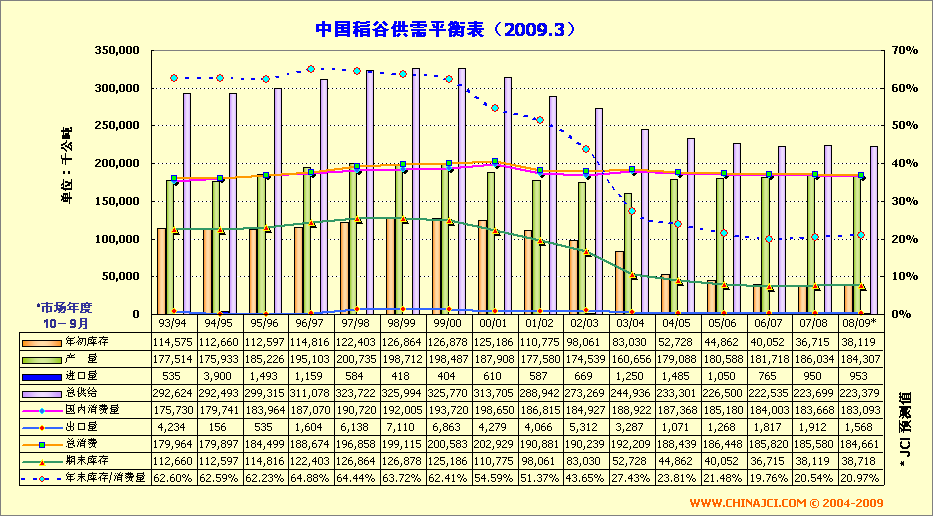 中国稻谷供需平衡表（2009.3）
350,000 70%
300,000 60%
250,000 50%
200,000 40%
150,000 30%
100,000 20%
50,000 10%
0%
单位：千公吨
*市场年度
10－9月
93/94 94/95 95/96 96/97 97/98 98/99 99/00 00/01 01/02 02/03 03/04 04/05 05/06 06/07 07/08 08/09*
年初库存 114,575 112,660 112,597 114,816 122,403 126,864 126,878 125,186 110,775 98,061 83,030 52,728 44,862 40,052 36,715 38,119
产 量 177,514 175,933 185,226 195,103 200,735 198,712 198,487 187,908 177,580 174,539 160,656 179,088 180,588 181,718 186,034 184,307
进口量 535 3,900 1,493 1,159 584 418 404 610 587 669 1,250 1,485 1,050 765 950 953
总供给 292,624 292,493 299,315 311,078 323,722 325,994 325,770 313,705 288,942 273,269 244,936 233,301 226,500 222,535 223,699 223,379
国内消费量 175,730 179,741 183,964 187,070 190,720 192,005 193,720 198,650 186,815 184,927 188,922 187,368 185,180 184,003 183,668 183,093
出口量 4,234 156 535 1,604 6,138 7,110 6,863 4,279 4,066 5,312 3,287 1,071 1,268 1,817 1,912 1,568
总消费 179,964 179,897 184,499 188,674 196,858 199,115 200,583 202,929 190,881 190,239 192,209 188,439 186,448 185,820 185,580 184,661
期末库存 112,660 112,597 114,816 122,403 126,864 126,878 125,186 110,775 98,061 83,030 52,728 44,862 40,052 36,715 38,119 38,718
年末库存/消费量 62.60% 62.59% 62.23% 64.88% 64.44% 63.72% 62.41% 54.59% 51.37% 43.65% 27.43% 23.81% 21.48% 19.76% 20.54% 20.97%
* JCI 预测值
WWW.CHINAJCI.COM © 2004-2009